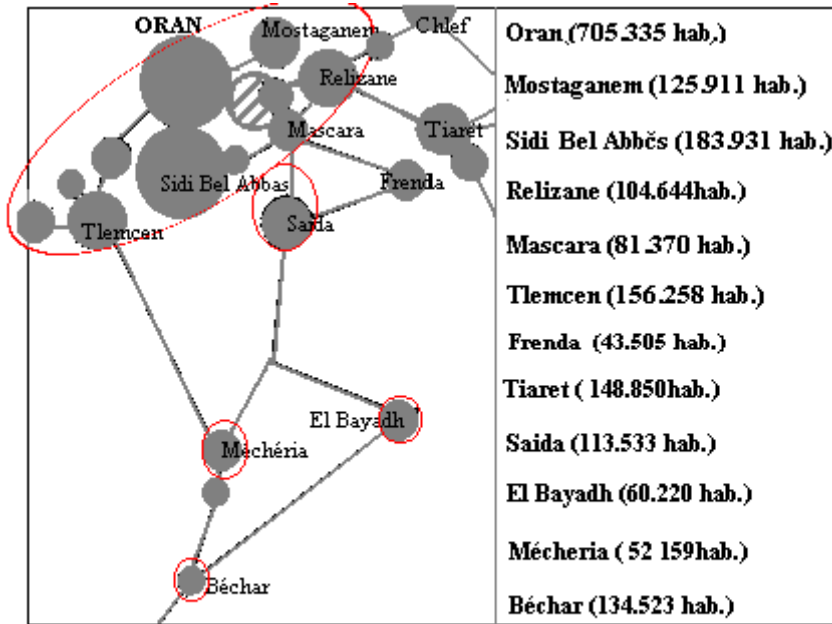 ORAN
Mostaganem
Chlef
Relizane
Mascara
Tiaret
Sidi Bel Abbas
Frenda
Saida
Tlemcen
El Bayadh
Méchéria
Béchar
Oran (705.335 hab,)
Mostaganem (125.911 hab.)
Sidi Bel Abbčs (183.931 hab.)
Relizane (104.644hab.)
Mascara (81.370 hab.)
Tlemcen (156.258 hab.)
Frenda (43.505 hab.)
Tiaret ( 148.850hab.)
Saida (113.533 hab.)
El Bayadh (60.220 hab.)
Mécheria ( 52 159hab.)
Béchar (134.523 hab.)